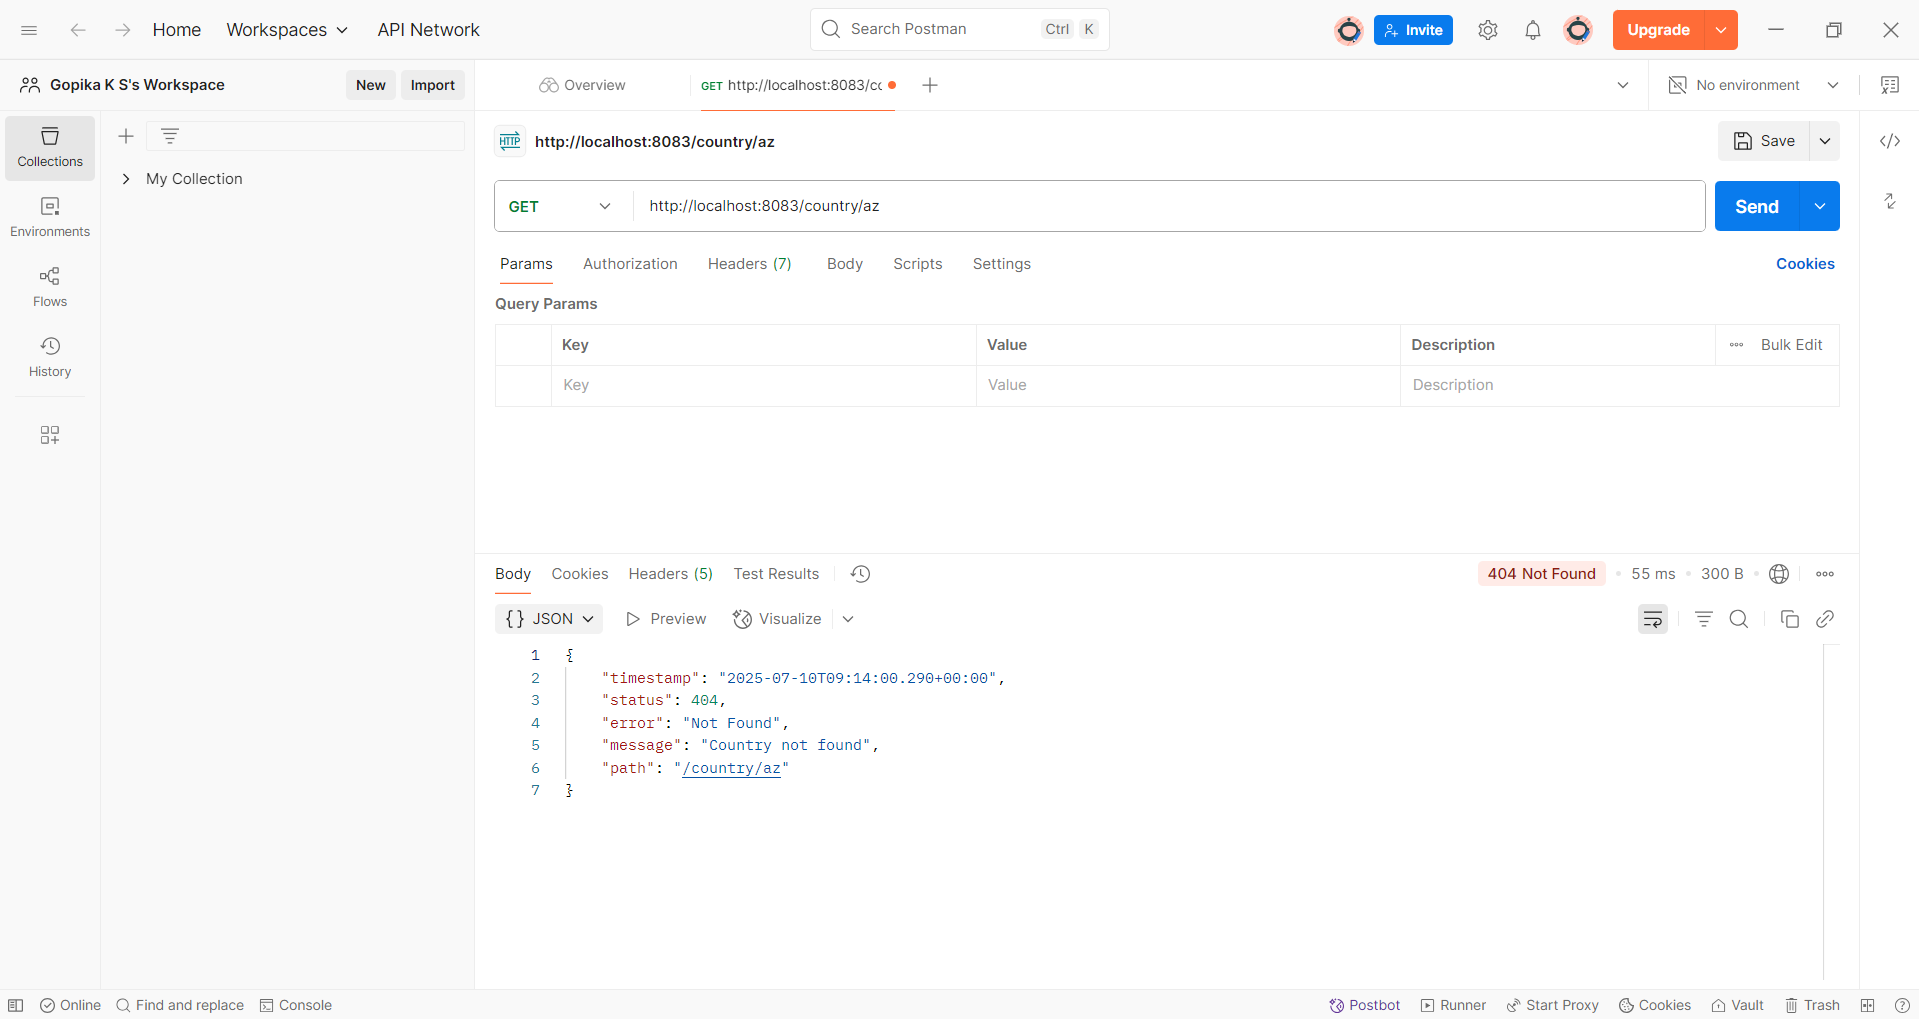 Home
Workspaces
API Network
Search Postman
Ctrl K
Invite
Upgrade
Gopika K S's Workspace
New
Import
Overview
GET http://localhost:8083/cc
No environment
Collections
Environments
Flows
History
My Collection
HTTP
http://localhost:8083/country/az
Save
GET
http://localhost:8083/country/az
Send
Params
Authorization
Headers (7)
Body
Scripts
Settings
Cookies
Query Params
Key
Value
Description
Bulk Edit
Key
Value
Description
Body
Cookies
Headers (5)
Test Results
404 Not Found
55 ms
300 B
{} JSON
Preview
Visualize
1 {
2 "timestamp": "2025-07-10T09:14:00.290+00:00",
3 "status": 404,
4 "error": "Not Found",
5 "message": "Country not found",
6 "path": "/country/az"
7 }
Online
Find and replace
Console
Postbot
Runner
Start Proxy
Cookies
Vault
Trash